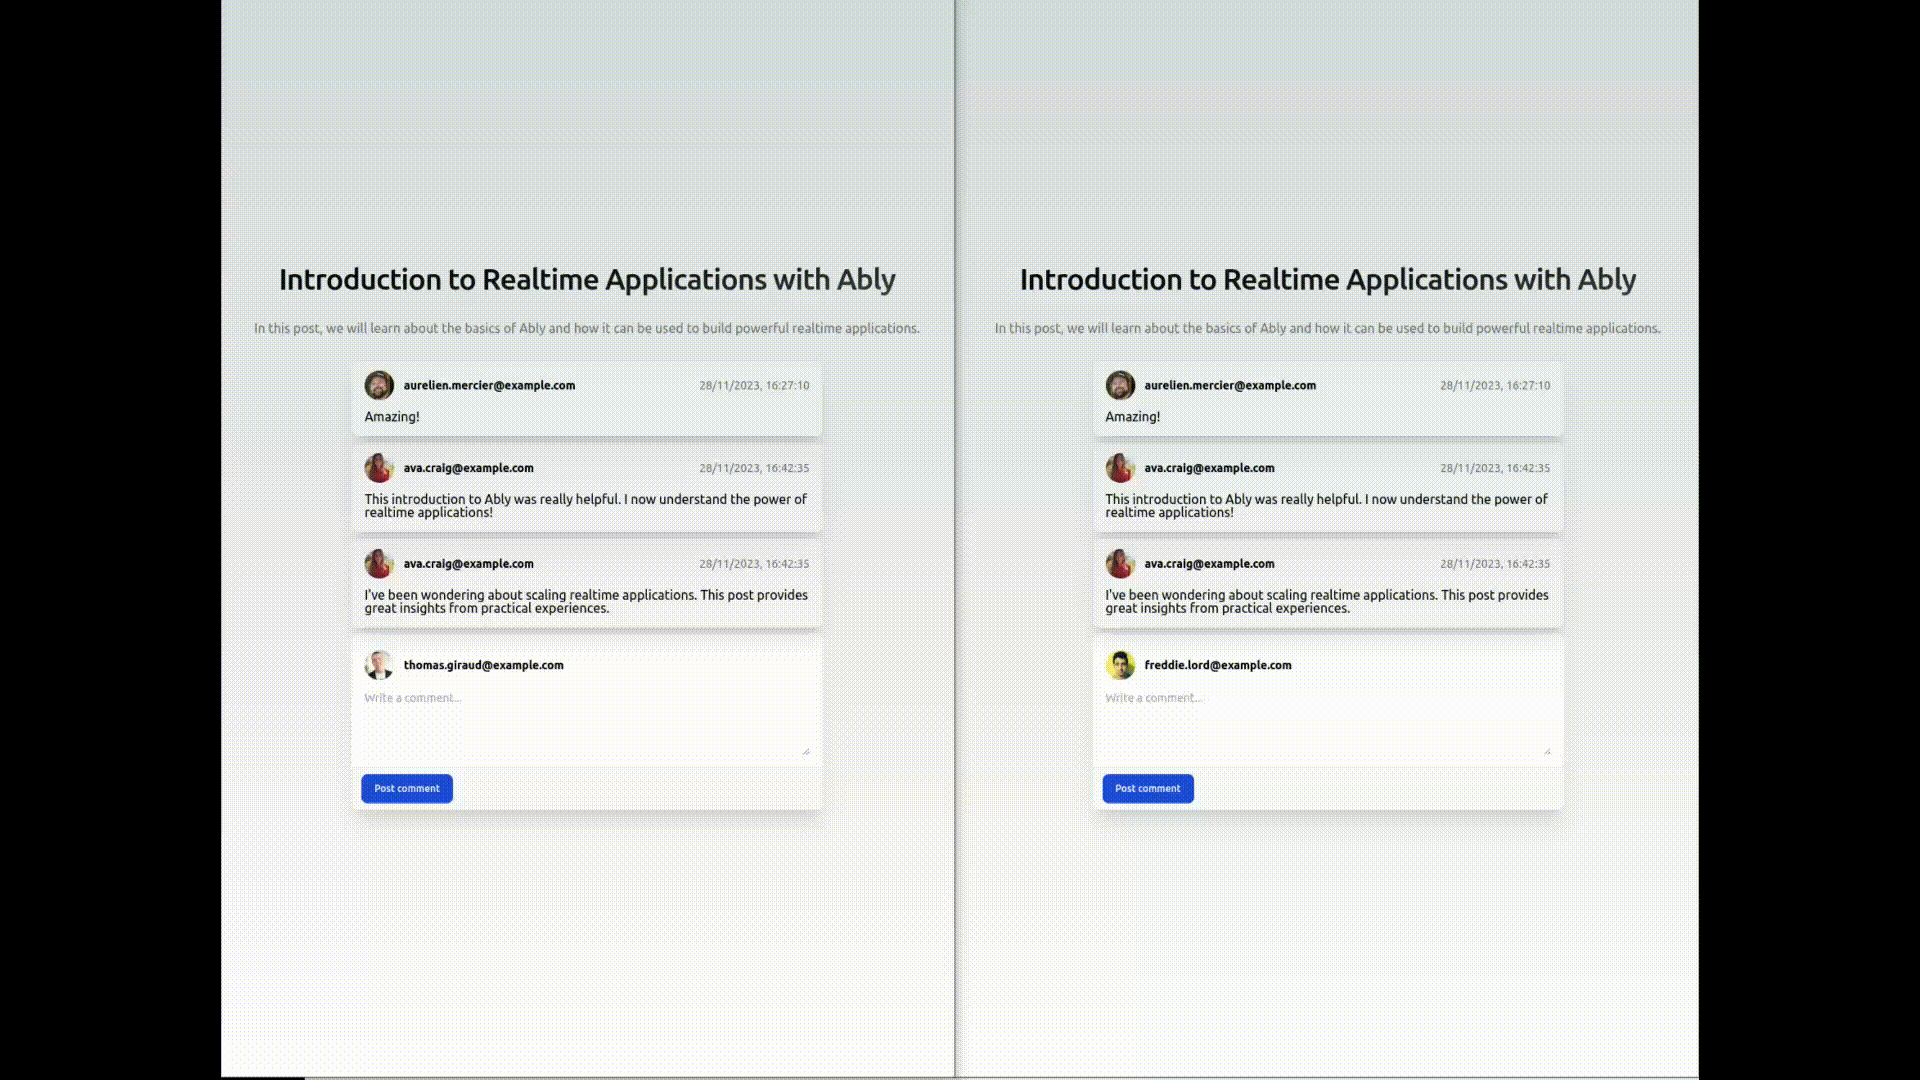 Introduction to Realtime Applications with Ably
In this post, we will learn about the basics of Ably and how it can be used to build powerful realtime applications.
aurelien.mercier@example.com 28/11/2023, 16:27:10
Amazing!
ava.craig@example.com 28/11/2023, 16:42:35
This introduction to Ably was really helpful. I now understand the power of
realtime applications!
ava.craig@example.com 28/11/2023, 16:42:35
I've been wondering about scaling realtime applications. This post provides
great insights from practical experiences.
thomas.giraud@example.com
Write a comment...
Post comment
Introduction to Realtime Applications with Ably
In this post, we will learn about the basics of Ably and how it can be used to build powerful realtime applications.
aurelien.mercier@example.com 28/11/2023, 16:27:10
Amazing!
ava.craig@example.com 28/11/2023, 16:42:35
This introduction to Ably was really helpful. I now understand the power of
realtime applications!
ava.craig@example.com 28/11/2023, 16:42:35
I've been wondering about scaling realtime applications. This post provides
great insights from practical experiences.
freddie.lord@example.com
Write a comment...
Post comment